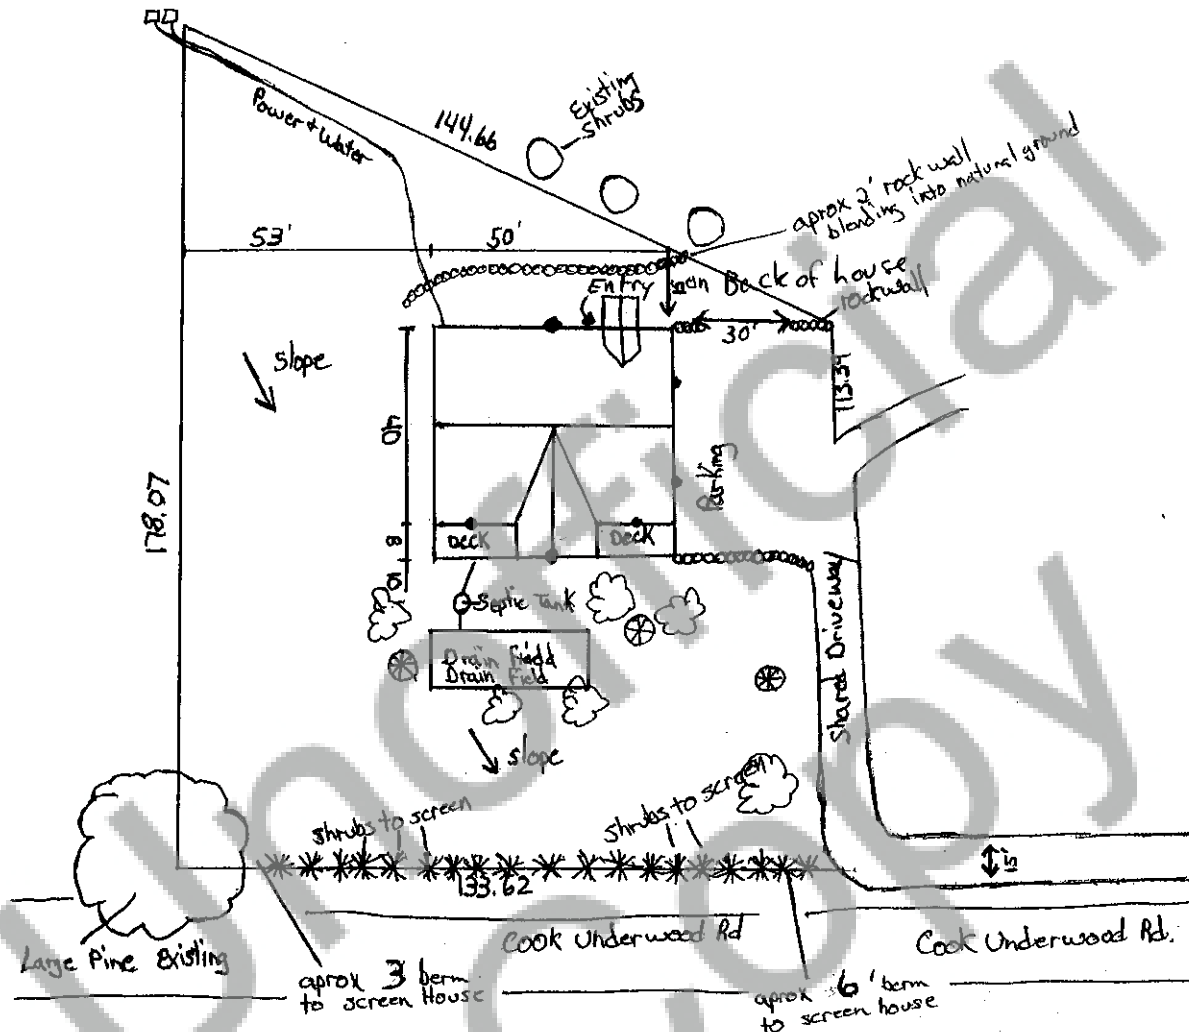 Existing
Shrubs
Power + Water
144.66
aprox 2' rock wall
blending into natural ground
53'
50'
Back of house
Entry
rockwall
30'
113.34
Slope
40
178.07
Parking
Deck
Deck
8
10'
Septic Tank
Drain Field
Drain Field
Shared Driveway
Slope
Shrubs to screen
Shrubs to screen
133.62
Cook Underwood Rd
Cook Underwood Rd.
Large Pine Existing
aprox 3' berm
to screen House
aprox 6' berm
to screen house
Unofficial
Copy